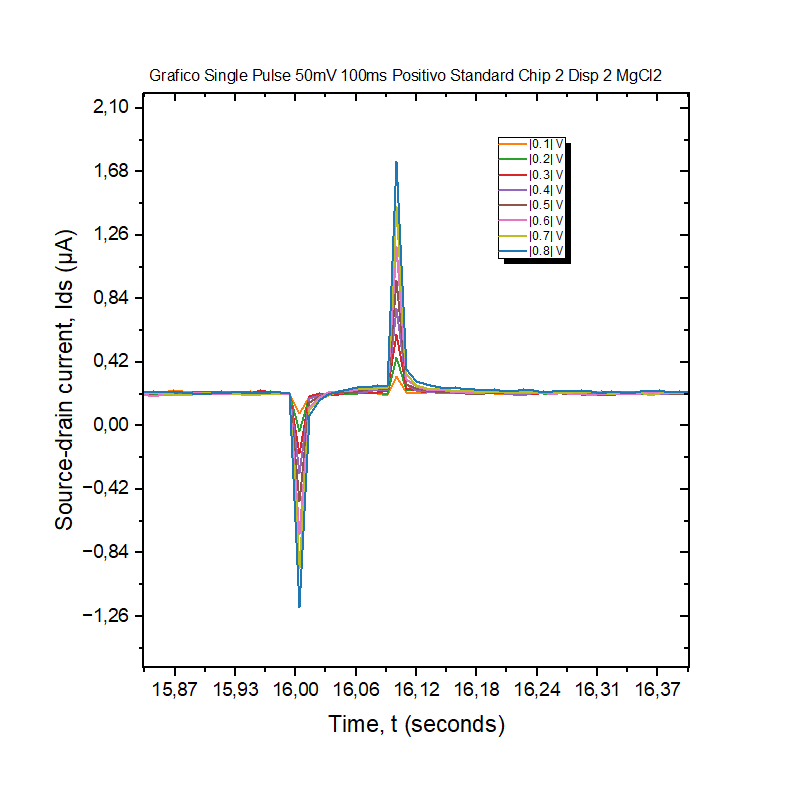 Grafico Single Pulse 50mV 100ms Positivo Standard Chip 2 Disp 2 MgCl2
2,10
1,68
1,26
0,84
0,42
0,00
−0,42
−0,84
−1,26
Source-drain current, Ids (µA)
|0.1| V
|0.2| V
|0.3| V
|0.4| V
|0.5| V
|0.6| V
|0.7| V
|0.8| V
15,87 15,93 16,00 16,06 16,12 16,18 16,24 16,31 16,37
Time, t (seconds)